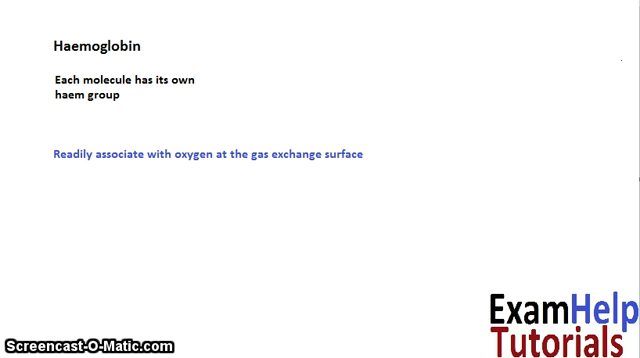 Haemoglobin
Each molecule has its own
haem group
Readily associate with oxygen at the gas exchange surface
ExamHelp
Tutorials
Screencast-O-Matic.com